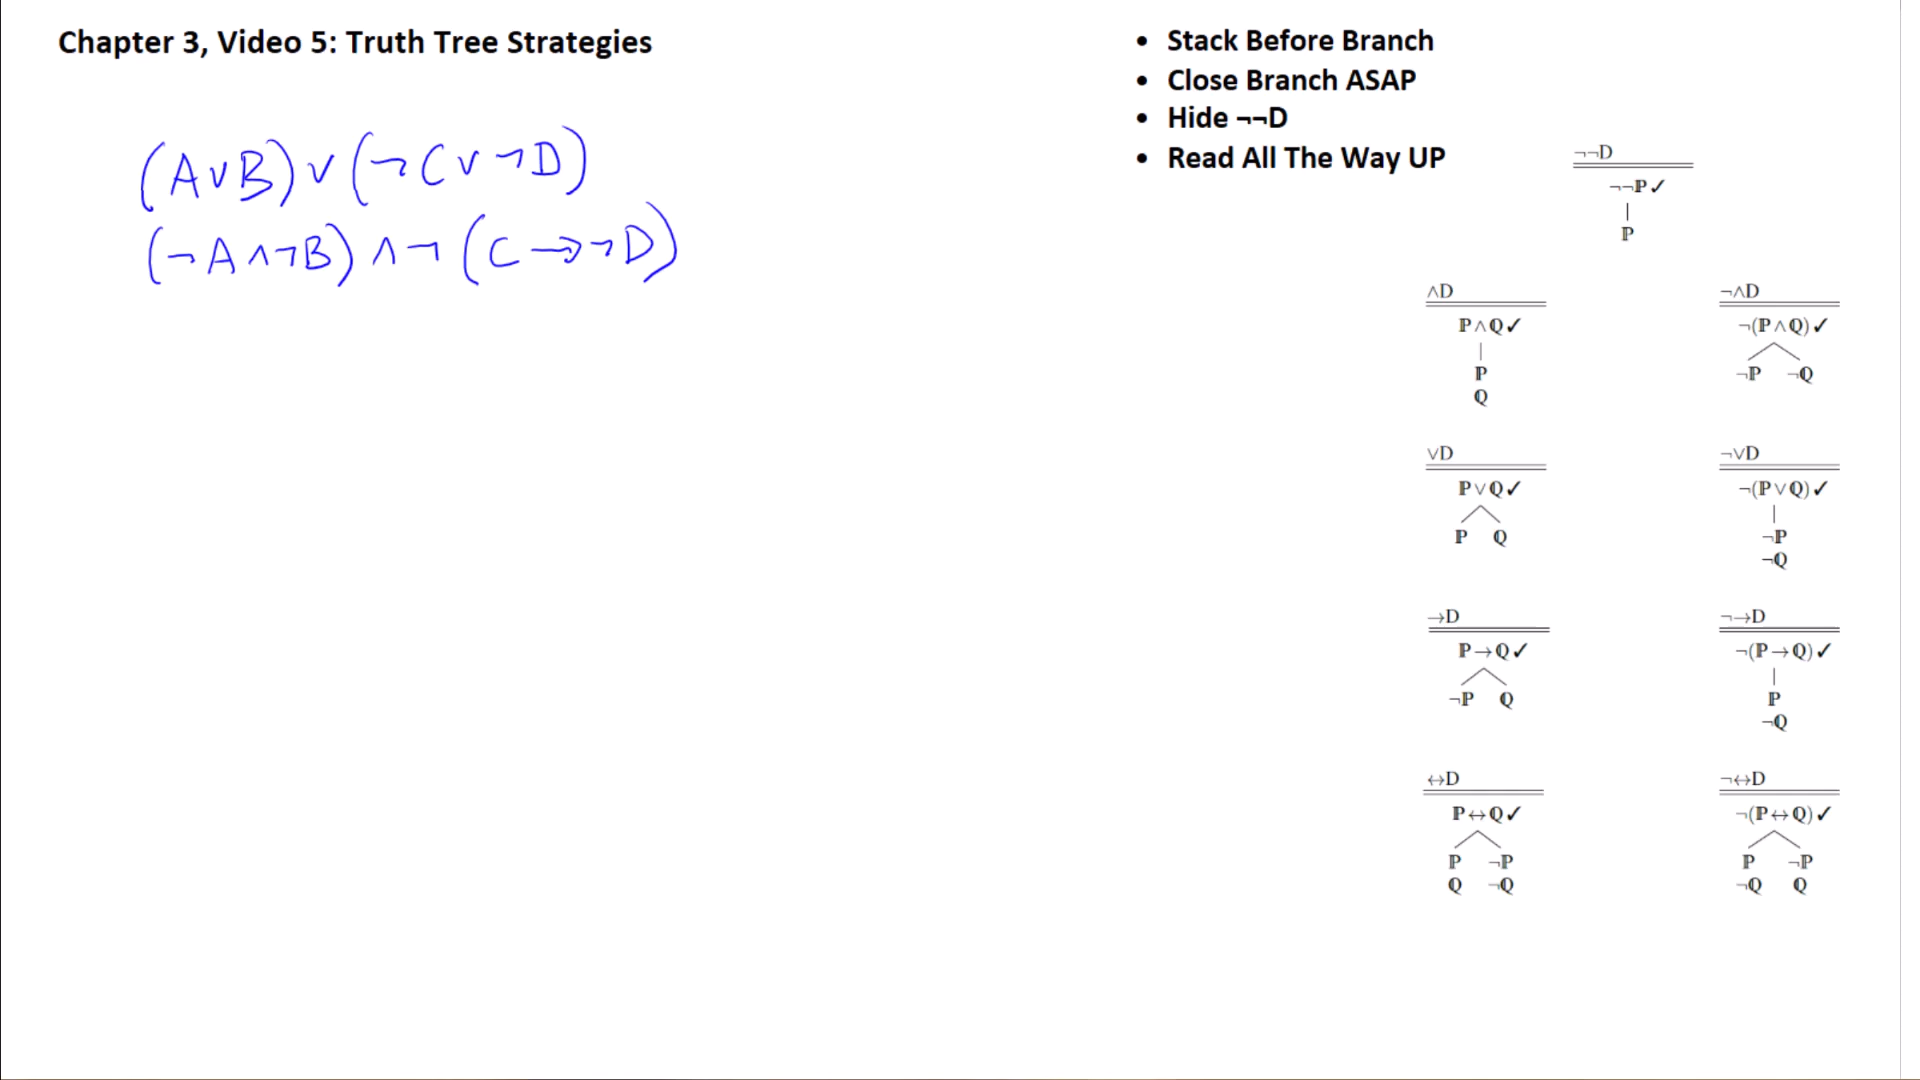 Chapter 3, Video 5: Truth Tree Strategies
(A∨B)∨(¬C∨¬D)
(¬A∧¬B)∧¬(C→¬D)
• Stack Before Branch
• Close Branch ASAP
• Hide ¬¬D
• Read All The Way UP
¬¬D
¬¬ℙ✓
ℙ
∧D
ℙ∧ℚ✓
ℙ
ℚ
¬∧D
¬(ℙ∧ℚ)✓
¬ℙ ¬ℚ
∨D
ℙ∨ℚ✓
ℙ ℚ
¬∨D
¬(ℙ∨ℚ)✓
¬ℙ
¬ℚ
→D
ℙ→ℚ✓
¬ℙ ℚ
¬→D
¬(ℙ→ℚ)✓
ℙ
¬ℚ
↔D
ℙ↔ℚ✓
ℙ ¬ℙ
ℚ ¬ℚ
¬↔D
¬(ℙ↔ℚ)✓
ℙ ¬ℙ
¬ℚ ℚ